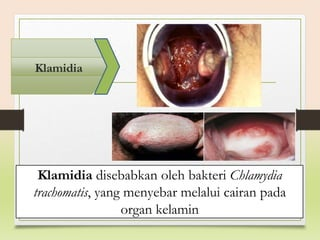 Klamidia
Klamidia disebabkan oleh bakteri Chlamydia
trachomatis, yang menyebar melalui cairan pada
organ kelamin